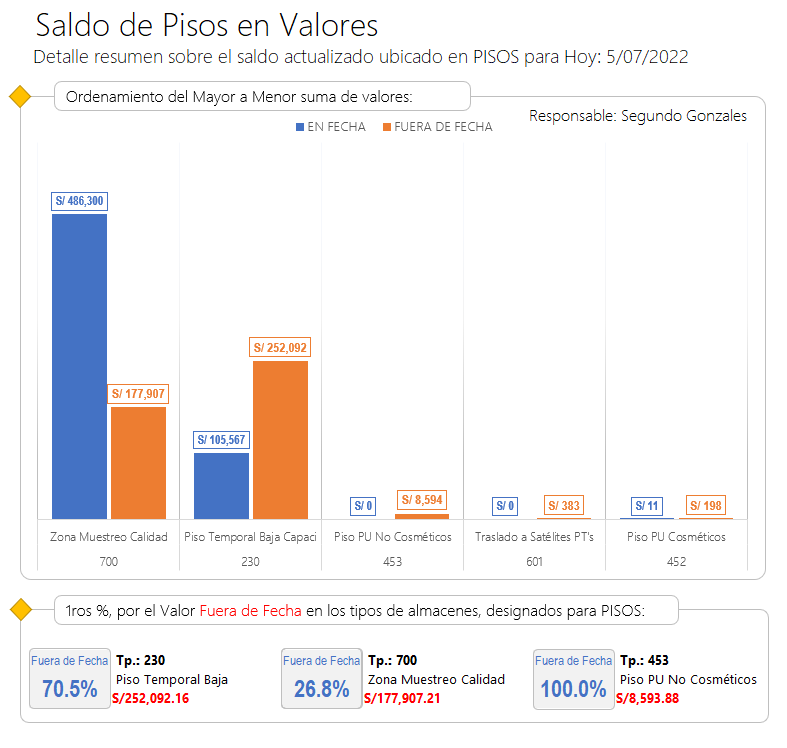 Saldo de Pisos en Valores
Detalle resumen sobre el saldo actualizado ubicado en PISOS para Hoy: 5/07/2022
Ordenamiento del Mayor a Menor suma de valores:
Responsable: Segundo Gonzales
EN FECHA FUERA DE FECHA
S/ 486,300
S/ 177,907
S/ 105,567
S/ 252,092
S/ 0
S/ 8,594
S/ 0
S/ 383
S/ 11
S/ 198
Zona Muestreo Calidad
Piso Temporal Baja Capaci
Piso PU No Cosméticos
Traslado a Satélites PT's
Piso PU Cosméticos
700
230
453
601
452
1ros %, por el Valor Fuera de Fecha en los tipos de almacenes, designados para PISOS:
Fuera de Fecha
70.5%
Tp.: 230
Piso Temporal Baja
S/252,092.16
Fuera de Fecha
26.8%
Tp.: 700
Zona Muestreo Calidad
S/177,907.21
Fuera de Fecha
100.0%
Tp.: 453
Piso PU No Cosméticos
S/8,593.88